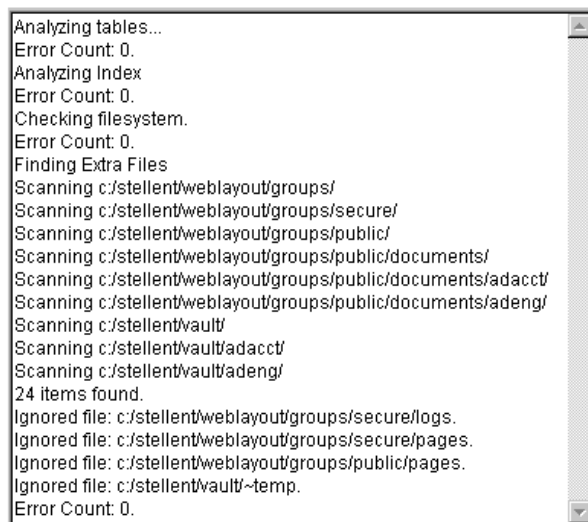 Analyzing tables...
Error Count: 0.
Analyzing Index
Error Count: 0.
Checking filesystem.
Error Count: 0.
Finding Extra Files
Scanning c:/stellent/weblayout/groups/
Scanning c:/stellent/weblayout/groups/secure/
Scanning c:/stellent/weblayout/groups/public/
Scanning c:/stellent/weblayout/groups/public/documents/
Scanning c:/stellent/weblayout/groups/public/documents/adacct/
Scanning c:/stellent/weblayout/groups/public/documents/adeng/
Scanning c:/stellent/vault/
Scanning c:/stellent/vault/adacct/
Scanning c:/stellent/vault/adeng/
24 items found.
Ignored file: c:/stellent/weblayout/groups/secure/logs.
Ignored file: c:/stellent/weblayout/groups/secure/pages.
Ignored file: c:/stellent/weblayout/groups/public/pages.
Ignored file: c:/stellent/vault/~temp.
Error Count: 0.